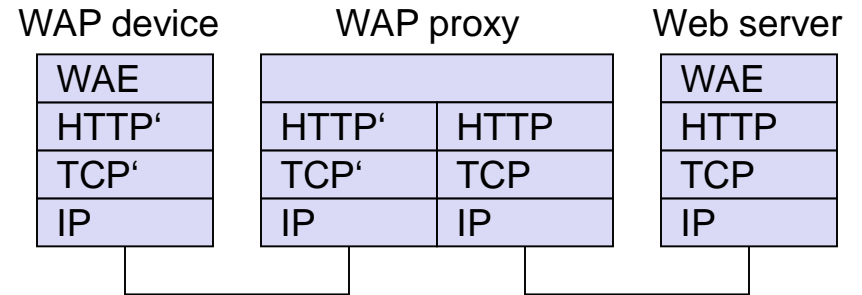 WAP device WAP proxy Web server
WAE WAE
HTTP‘ HTTP‘ HTTP HTTP
TCP‘ TCP‘ TCP TCP
IP IP IP IP